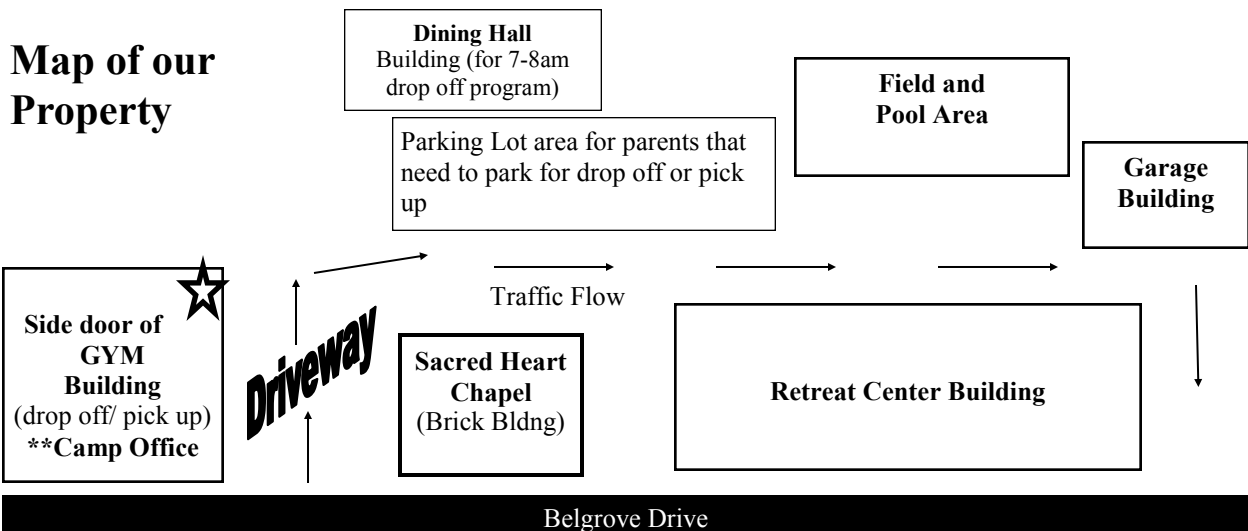 Map of our
Property
Dining Hall
Building (for 7-8am
drop off program)
Parking Lot area for parents that
need to park for drop off or pick
up
Field and
Pool Area
Garage
Building
Side door of
GYM
Building
(drop off/ pick up)
**Camp Office
Driveway
Traffic Flow
Sacred Heart
Chapel
(Brick Bldng)
Retreat Center Building
Belgrove Drive